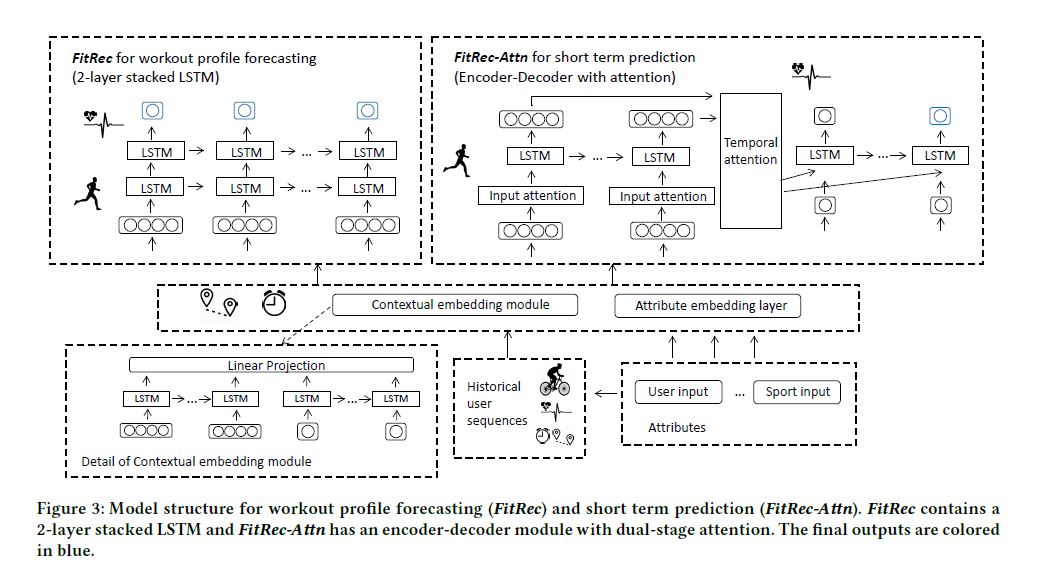 FitRec for workout profile forecasting
(2-layer stacked LSTM)
LSTM
LSTM
...
LSTM
LSTM
LSTM
...
LSTM
FitRec-Attn for short term prediction
(Encoder-Decoder with attention)
LSTM
...
LSTM
Input attention
Input attention
Temporal
attention
LSTM
...
LSTM
Contextual embedding module
Attribute embedding layer
Linear Projection
LSTM
...
LSTM
LSTM
...
LSTM
Detail of Contextual embedding module
Historical
user
sequences
User input
...
Sport input
Attributes
Figure 3: Model structure for workout profile forecasting (FitRec) and short term prediction (FitRec-Attn). FitRec contains a
2-layer stacked LSTM and FitRec-Attn has an encoder-decoder module with dual-stage attention. The final outputs are colored
in blue.